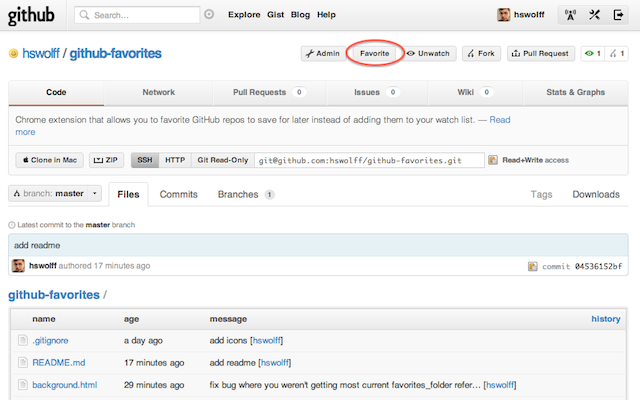 github Search... Explore Gist Blog Help hswolff
hswolff / github-favorites Admin Favorite Unwatch Fork Pull Request 1 1
Code Network Pull Requests 0 Issues 0 Wiki 0 Stats & Graphs
Chrome extension that allows you to favorite GitHub repos to save for later instead of adding them to your watch list. — Read
more
Clone in Mac ZIP SSH HTTP Git Read-Only git@github.com:hswolff/github-favorites.git Read+Write access
branch: master Files Commits Branches 1 Tags Downloads
Latest commit to the master branch
add readme
hswolff authored 17 minutes ago commit 04536152bf
github-favorites /
name age message history
.gitignore a day ago add icons [hswolff]
README.md 17 minutes ago add readme [hswolff]
background.html 29 minutes ago fix bug where you weren't getting most current favorites_folder refer… [hswolff]